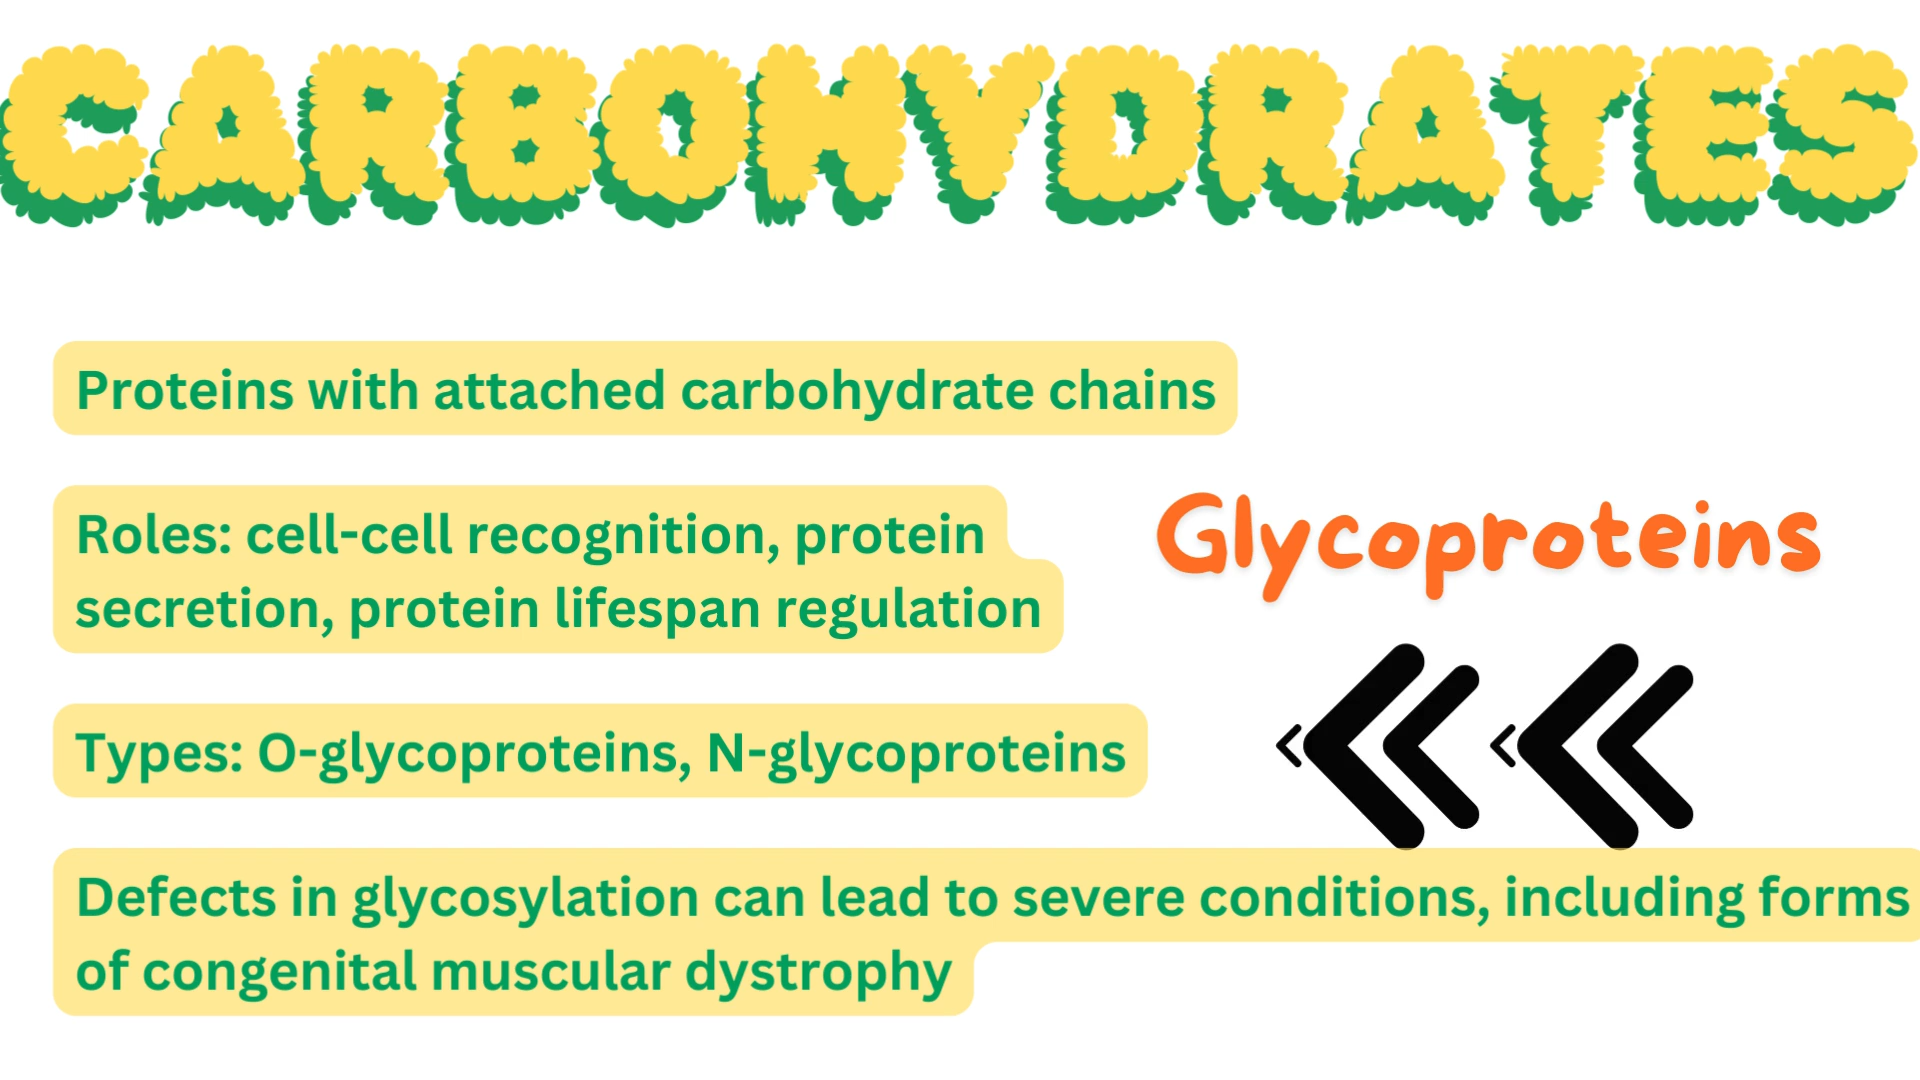 CARBOHYDRATES
Proteins with attached carbohydrate chains
Roles: cell-cell recognition, protein
secretion, protein lifespan regulation
Glycoproteins
Types: O-glycoproteins, N-glycoproteins
Defects in glycosylation can lead to severe conditions, including forms
of congenital muscular dystrophy